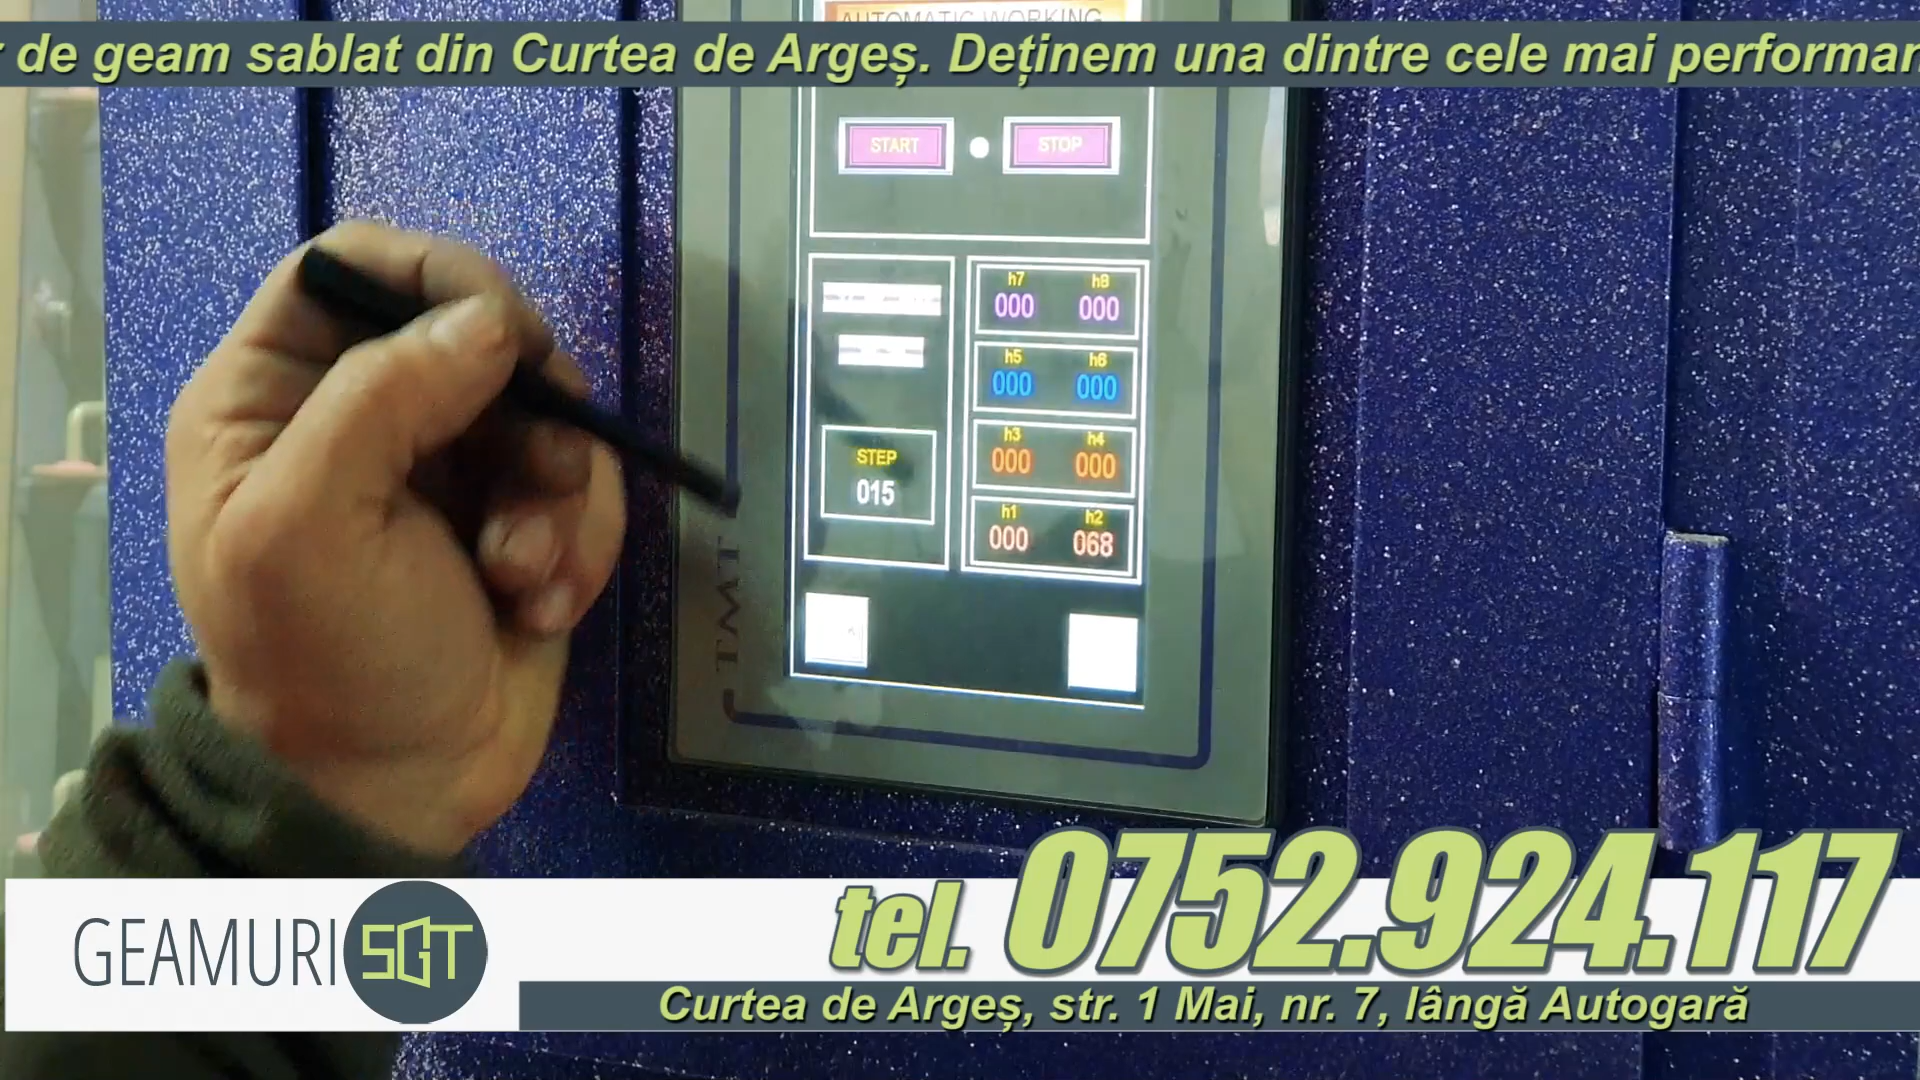 AUTOMATIC WORKING
de geam sablat din Curtea de Argeș. Deținem una dintre cele mai performan
START
STOP
h7 h8
000 000
h5 h6
000 000
STEP
015
h3 h4
000 000
h1 h2
000 068
TMT
tel. 0752.924.117
GEAMURI SGT
Curtea de Argeș, str. 1 Mai, nr. 7, lângă Autogară